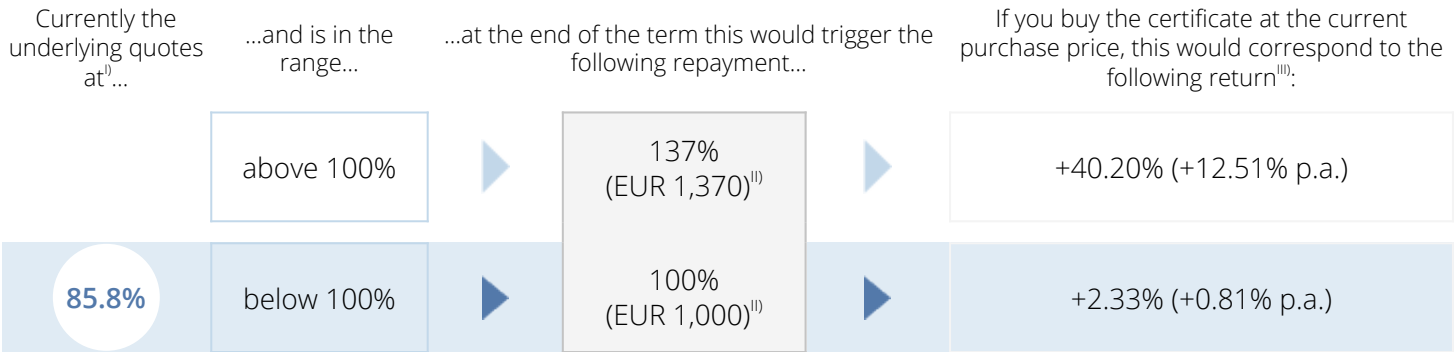 Currently the
underlying quotes
at^I)...
...and is in the
range...
...at the end of the term this would trigger the
following repayment...
If you buy the certificate at the current
purchase price, this would correspond to the
following return^III):
above 100%
137%
(EUR 1,370)^II)
+40.20% (+12.51% p.a.)
85.8%
below 100%
100%
(EUR 1,000)^II)
+2.33% (+0.81% p.a.)